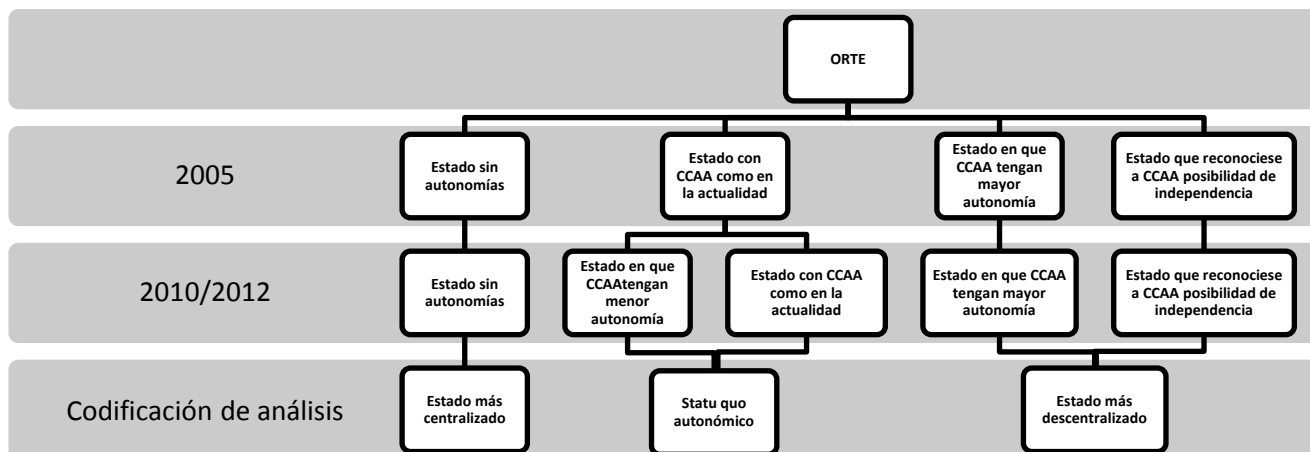 ORTE
2005
Estado sin
autonomías
Estado con
CCAA como en
la actualidad
Estado en que
CCAA tengan
mayor
autonomía
Estado que reconociese
a CCAA posibilidad de
independencia
2010/2012
Estado sin
autonomías
Estado en que
CCAAtengan
menor
autonomía
Estado con CCAA
como en la
actualidad
Estado en que CCAA
tengan mayor
autonomía
Estado que reconociese
a CCAA posibilidad de
independencia
Codificación de análisis
Estado más
centralizado
Statu quo
autonómico
Estado más
descentralizado